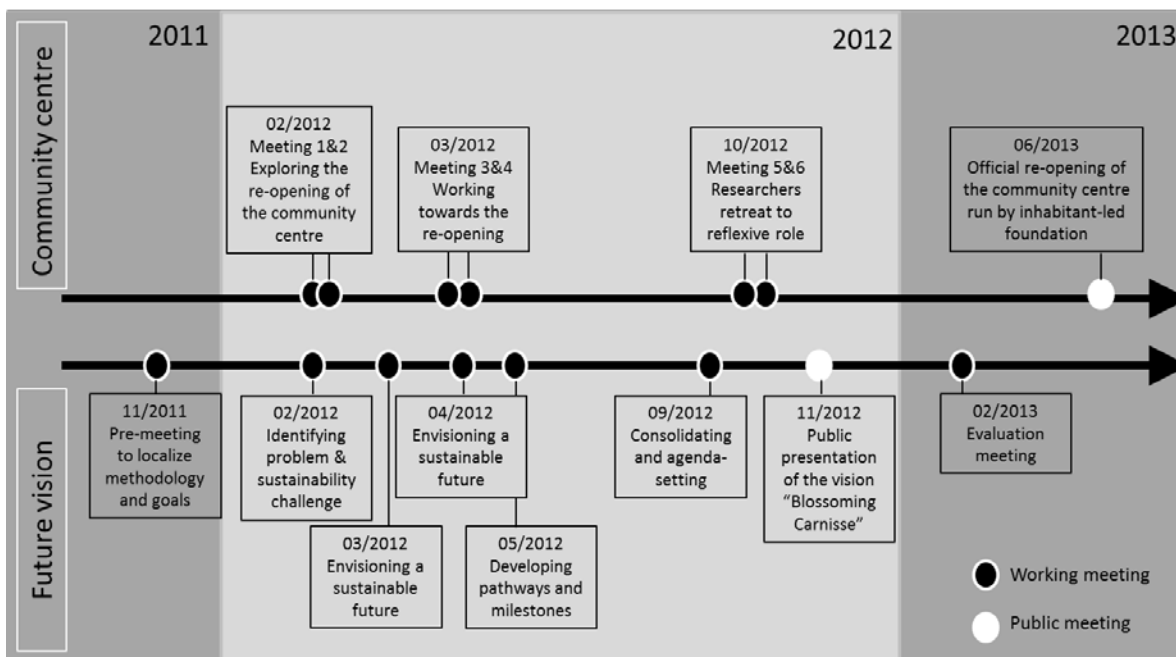 2011
2012
2013
Community centre
02/2012
Meeting 1&2
Exploring the
re-opening of
the community
centre
03/2012
Meeting 3&4
Working
towards the
re-opening
10/2012
Meeting 5&6
Researchers
retreat to
reflexive role
06/2013
Official re-opening of
the community centre
run by inhabitant-led
foundation
Future vision
11/2011
Pre-meeting
to localize
methodology
and goals
02/2012
Identifying
problem &
sustainability
challenge
03/2012
Envisioning a
sustainable
future
04/2012
Envisioning a
sustainable
future
05/2012
Developing
pathways and
milestones
09/2012
Consolidating
and agenda-
setting
11/2012
Public
presentation
of the vision
“Blossoming
Carnisse”
02/2013
Evaluation
meeting
Working meeting
Public meeting